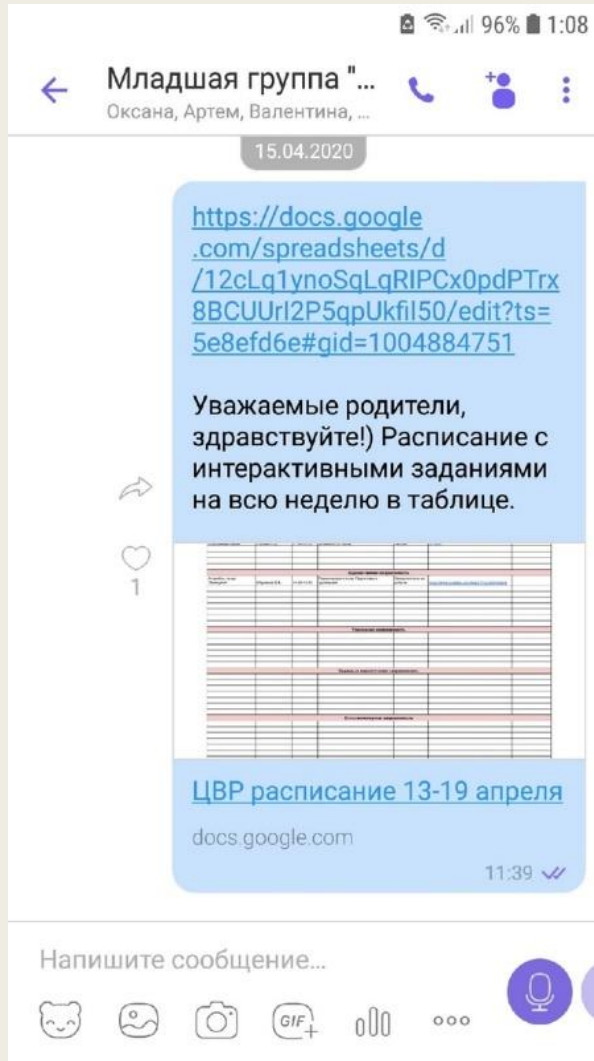 96% 1:08
Младшая группа "...
Оксана, Артем, Валентина, ...
15.04.2020
https://docs.google
.com/spreadsheets/d
/12cLq1ynoSqLqRIPCx0pdPTrx
8BCUUrI2P5qpUkfil50/edit?ts=
5e8efd6e#gid=1004884751
Уважаемые родители,
здравствуйте!) Расписание с
интерактивными заданиями
на всю неделю в таблице.
1
ЦВР расписание 13-19 апреля
docs.google.com
11:39
Напишите сообщение...
GIF